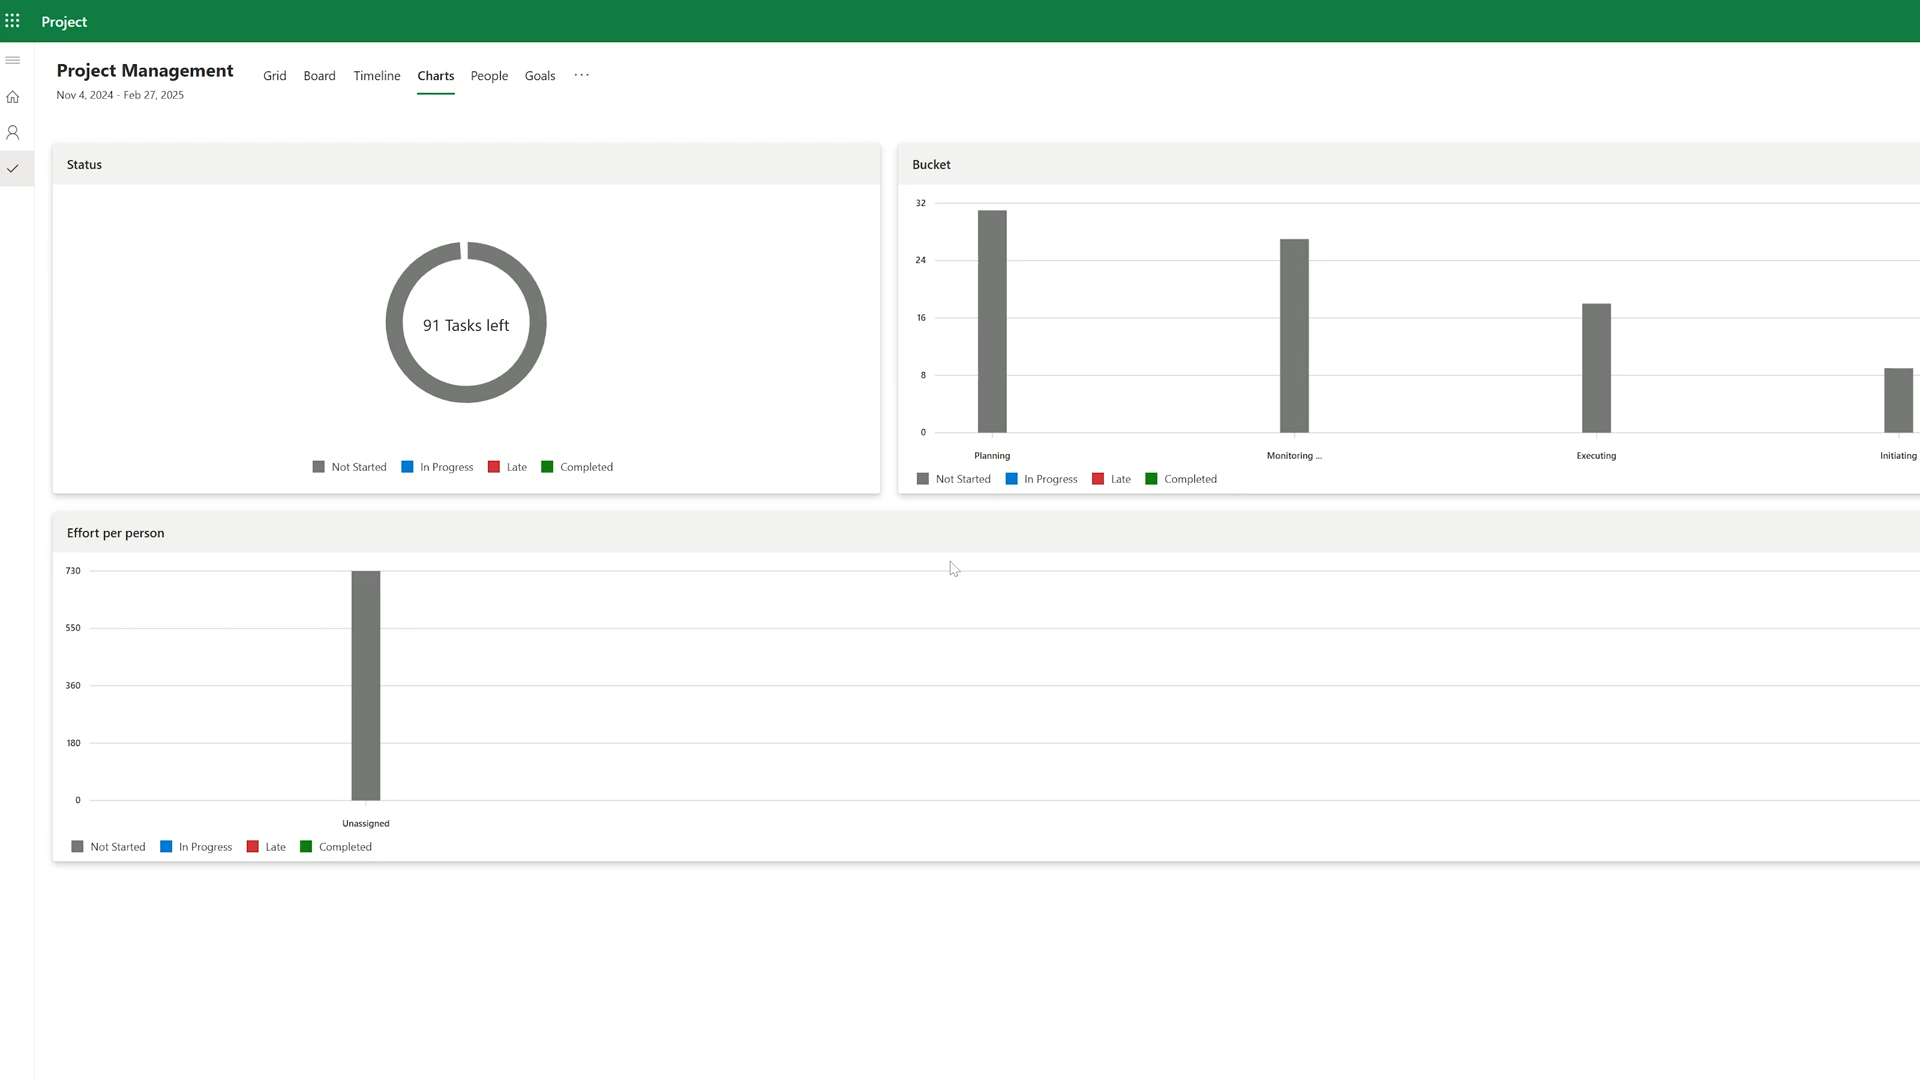 Project
Project Management
Grid Board Timeline Charts People Goals ...
Nov 4, 2024 - Feb 27, 2025
Status
91 Tasks left
Not Started In Progress Late Completed
Bucket
32
24
16
8
0
Planning Monitoring ... Executing Initiating
Not Started In Progress Late Completed
Effort per person
730
550
360
180
0
Unassigned
Not Started In Progress Late Completed